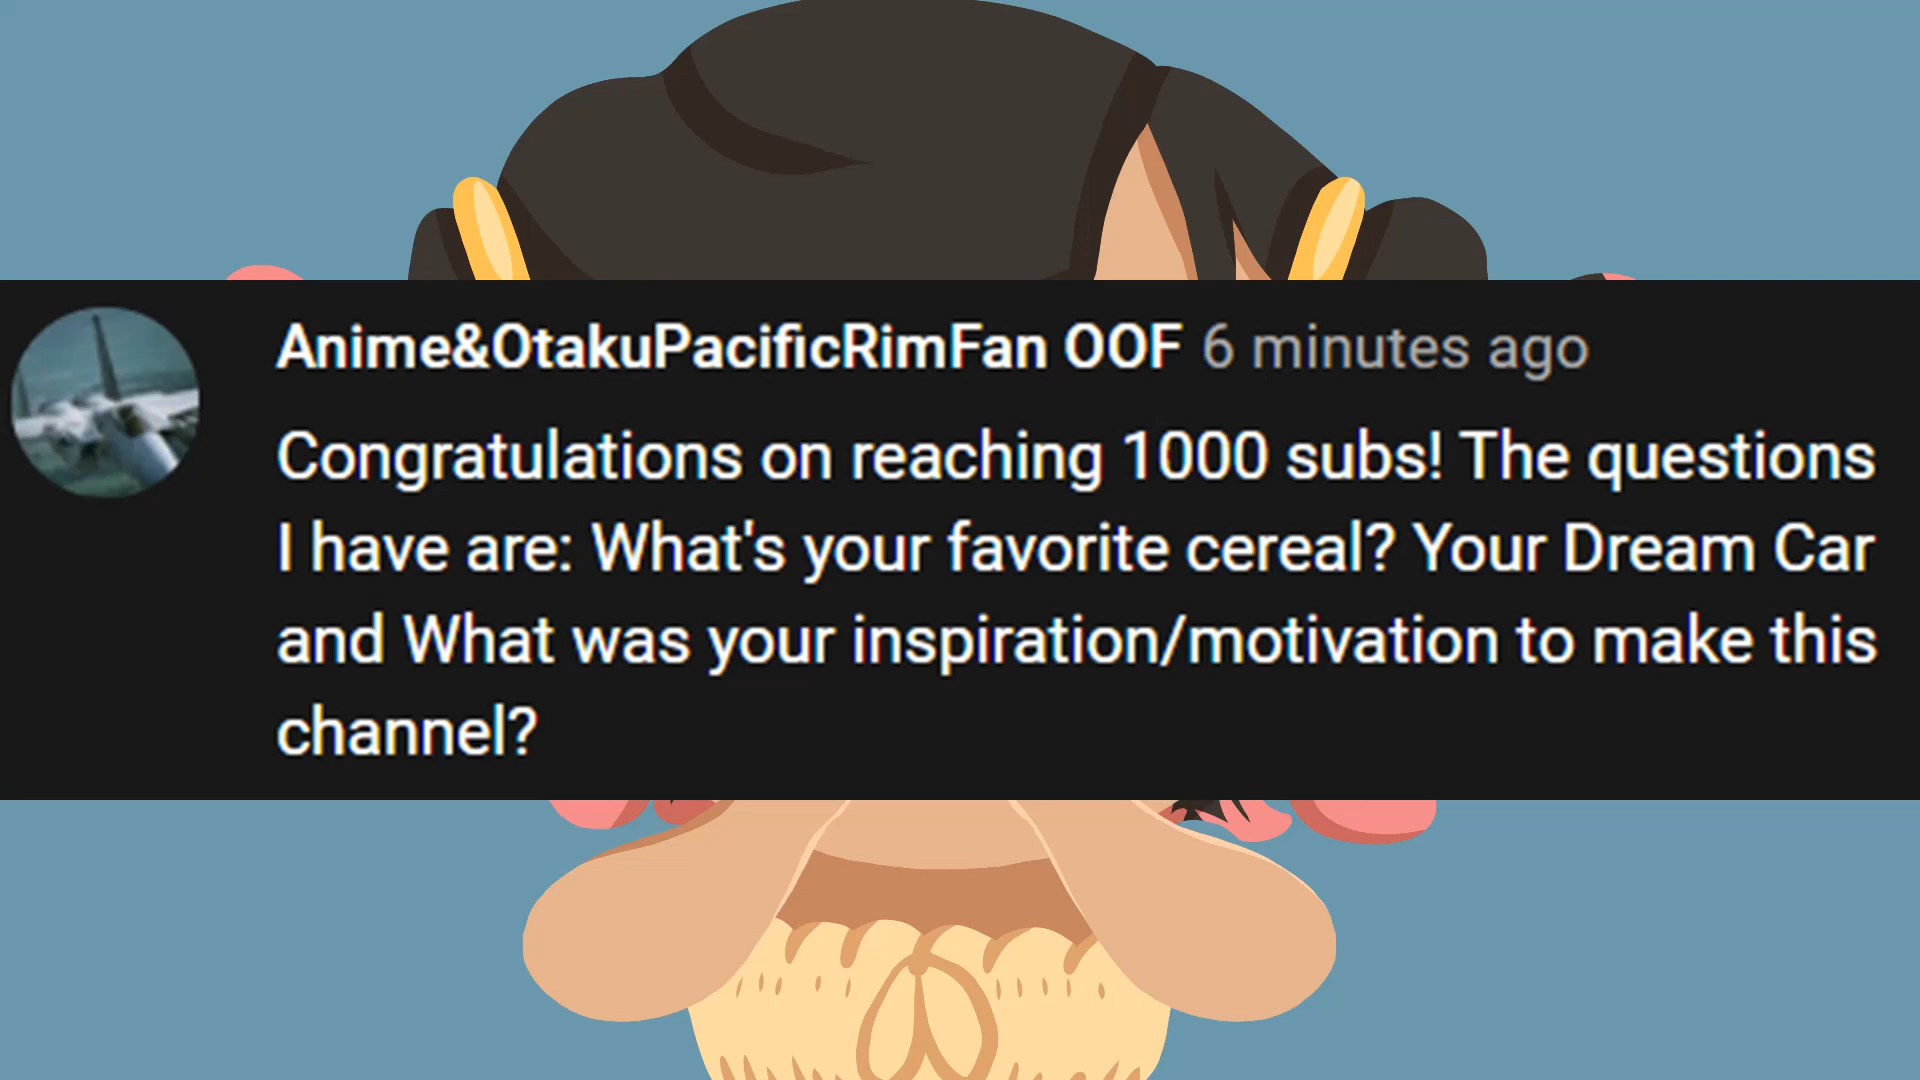 Anime&OtakuPacificRimFan OOF 6 minutes ago
Congratulations on reaching 1000 subs! The questions
I have are: What's your favorite cereal? Your Dream Car
and What was your inspiration/motivation to make this
channel?